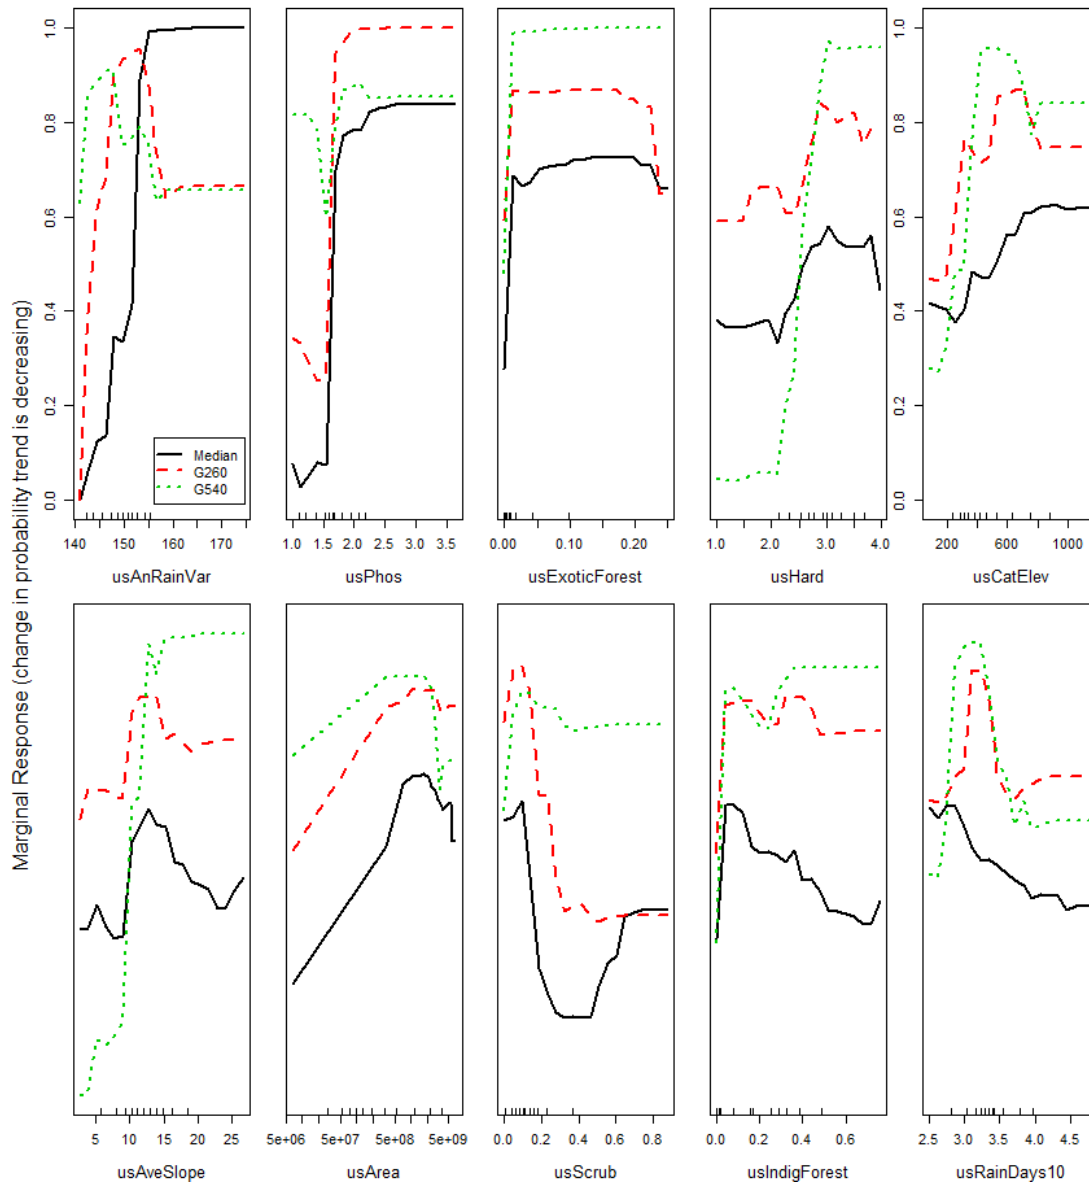 Marginal Response (change in probability trend is decreasing)
0.0 0.2 0.4 0.6 0.8 1.0
0.0 0.2 0.4 0.6 0.8 1.0
Median
G260
G540
140 150 160 170
1.0 1.5 2.0 2.5 3.0 3.5
0.00 0.10 0.20
1.0 2.0 3.0 4.0
200 600 1000
usAnRainVar
usPhos
usExoticForest
usHard
usCatElev
5 10 15 20 25
5e+06 5e+07 5e+08 5e+09
0.0 0.2 0.4 0.6 0.8
0.0 0.2 0.4 0.6
2.5 3.0 3.5 4.0 4.5
usAveSlope
usArea
usScrub
usIndigForest
usRainDays10